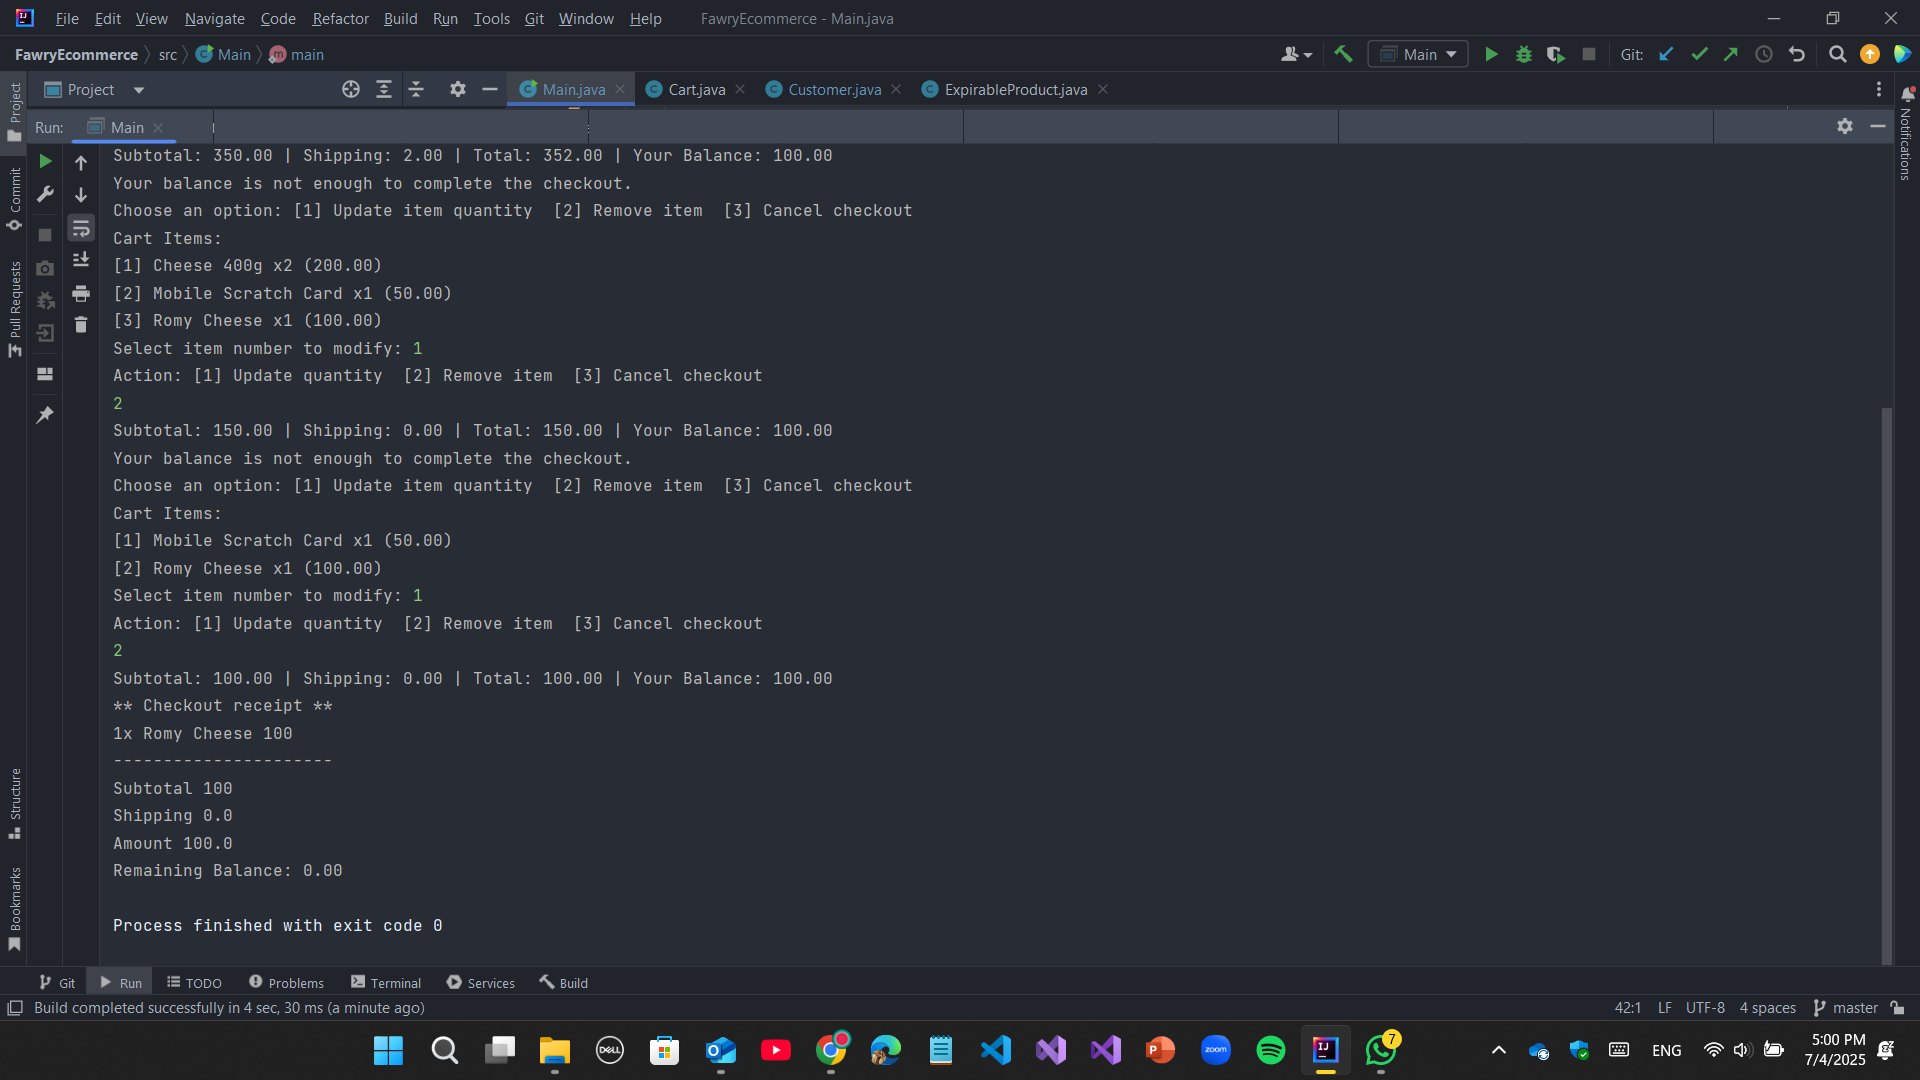 File Edit View Navigate Code Refactor Build Run Tools Git Window Help FawryEcommerce - Main.java
FawryEcommerce src Main main Main Git:
Project Main.java Cart.java Customer.java ExpirableProduct.java
Run: Main
Subtotal: 350.00 | Shipping: 2.00 | Total: 352.00 | Your Balance: 100.00
Your balance is not enough to complete the checkout.
Choose an option: [1] Update item quantity  [2] Remove item  [3] Cancel checkout
Cart Items:
[1] Cheese 400g x2 (200.00)
[2] Mobile Scratch Card x1 (50.00)
[3] Romy Cheese x1 (100.00)
Select item number to modify: 1
Action: [1] Update quantity  [2] Remove item  [3] Cancel checkout
2
Subtotal: 150.00 | Shipping: 0.00 | Total: 150.00 | Your Balance: 100.00
Your balance is not enough to complete the checkout.
Choose an option: [1] Update item quantity  [2] Remove item  [3] Cancel checkout
Cart Items:
[1] Mobile Scratch Card x1 (50.00)
[2] Romy Cheese x1 (100.00)
Select item number to modify: 1
Action: [1] Update quantity  [2] Remove item  [3] Cancel checkout
2
Subtotal: 100.00 | Shipping: 0.00 | Total: 100.00 | Your Balance: 100.00
** Checkout receipt **
1x Romy Cheese 100
----------------------
Subtotal 100
Shipping 0.0
Amount 100.0
Remaining Balance: 0.00
Process finished with exit code 0
Project
Commit
Pull Requests
Structure
Bookmarks
Notifications
Git Run TODO Problems Terminal Services Build
Build completed successfully in 4 sec, 30 ms (a minute ago) 42:1 LF UTF-8 4 spaces master
DELL zoom 7 ENG 5:00 PM
7/4/2025